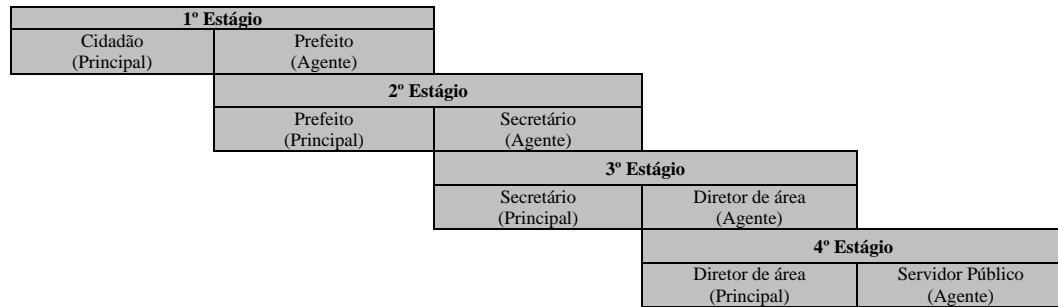 1º Estágio
Cidadão Prefeito
(Principal) (Agente)
2º Estágio
Prefeito Secretário
(Principal) (Agente)
3º Estágio
Secretário Diretor de área
(Principal) (Agente)
4º Estágio
Diretor de área Servidor Público
(Principal) (Agente)